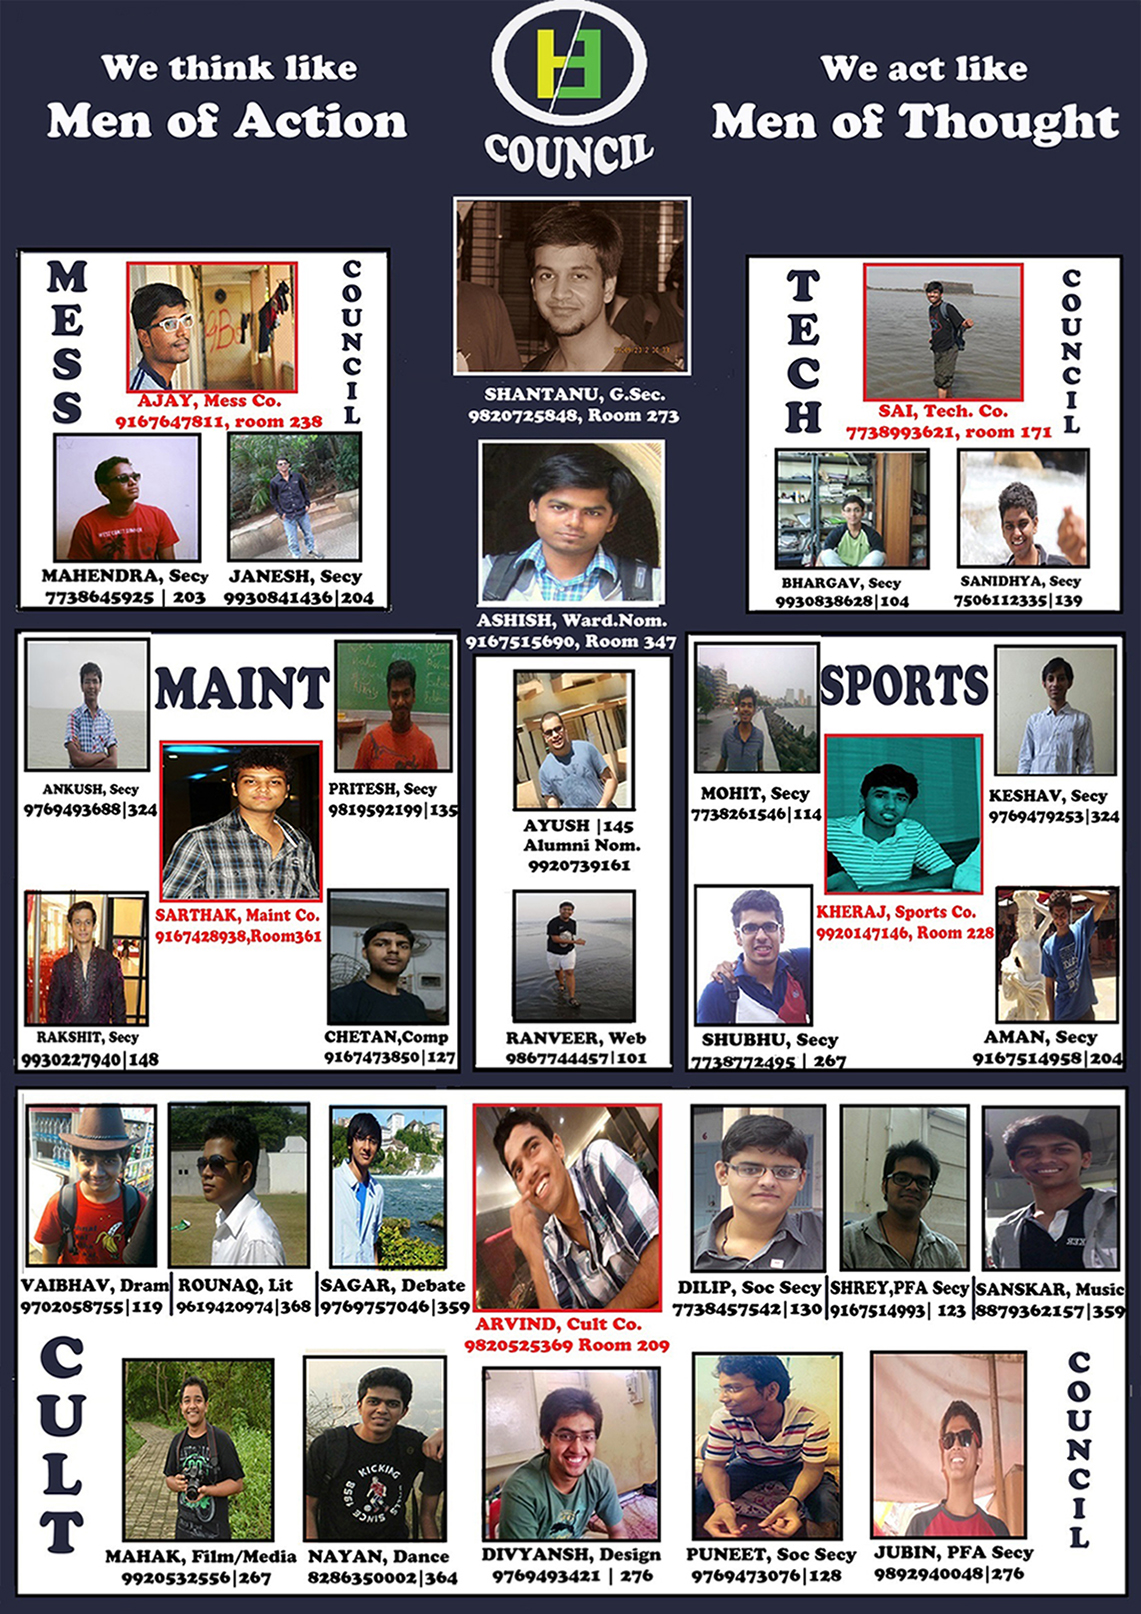 We think like
Men of Action
H3
COUNCIL
We act like
Men of Thought
SHANTANU, G.Sec.
9820725848, Room 273
ASHISH, Ward.Nom.
9167515690, Room 347
MESS
COUNCIL
AJAY, Mess Co.
9167647811, room 238
MAHENDRA, Secy
7738645925 | 203
JANESH, Secy
9930841436|204
TECH
COUNCIL
SAI, Tech. Co.
7738993621, room 171
BHARGAV, Secy
9930838628|104
SANIDHYA, Secy
7506112335|139
MAINT
ANKUSH, Secy
9769493688|324
PRITESH, Secy
9819592199|135
SARTHAK, Maint Co.
9167428938,Room361
RAKSHIT, Secy
9930227940|148
CHETAN,Comp
9167473850|127
AYUSH |145
Alumni Nom.
9920739161
RANVEER, Web
9867744457|101
SPORTS
MOHIT, Secy
7738261546|114
KESHAV, Secy
9769479253|324
KHERAJ, Sports Co.
9920147146, Room 228
SHUBHU, Secy
7738772495 | 267
AMAN, Secy
9167514958|204
VAIBHAV, Dram
9702058755|119
ROUNAQ, Lit
9619420974|368
SAGAR, Debate
9769757046|359
ARVIND, Cult Co.
9820525369 Room 209
DILIP, Soc Secy
7738457542|130
SHREY,PFA Secy
9167514993| 123
SANSKAR, Music
8879362157|359
CULT
COUNCIL
KICKING
SINCE 1958
MAHAK, Film/Media
9920532556|267
NAYAN, Dance
8286350002|364
DIVYANSH, Design
9769493421 | 276
PUNEET, Soc Secy
9769473076|128
JUBIN, PFA Secy
9892940048|276